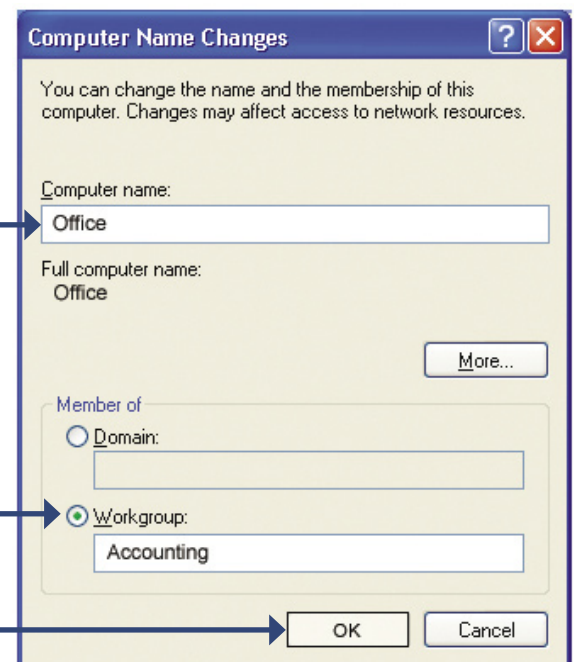 Computer Name Changes
You can change the name and the membership of this
computer. Changes may affect access to network resources.
Computer name:
Office
Full computer name:
Office
More...
Member of
Domain:
Workgroup:
Accounting
OK Cancel